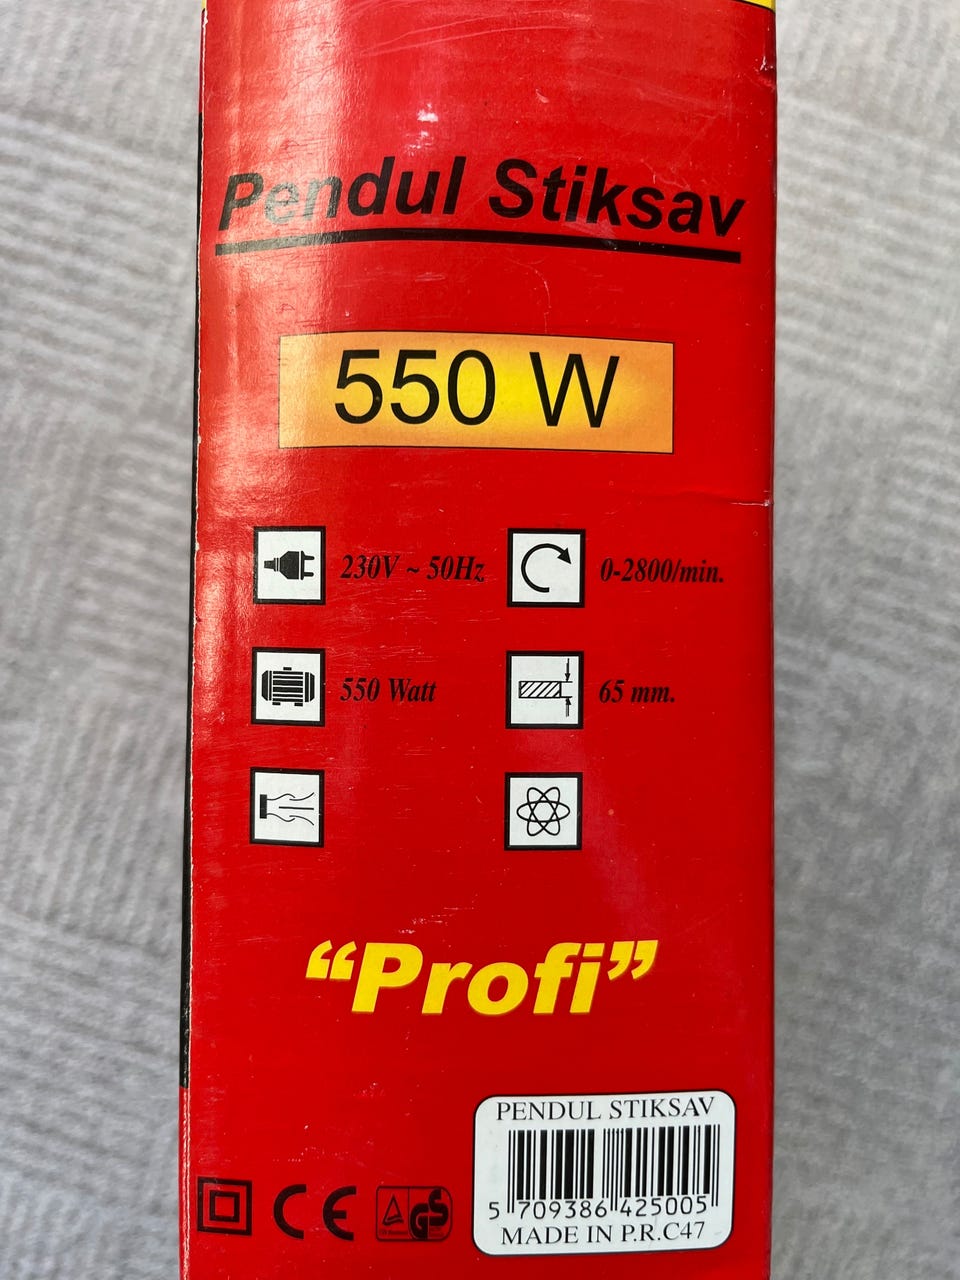 Pendul Stiksav
550 W
230V ~ 50Hz
0-2800/min.
550 Watt
65 mm.
“Profi”
PENDUL STIKSAV
5 709386 425005
MADE IN P.R.C47
CE
GS